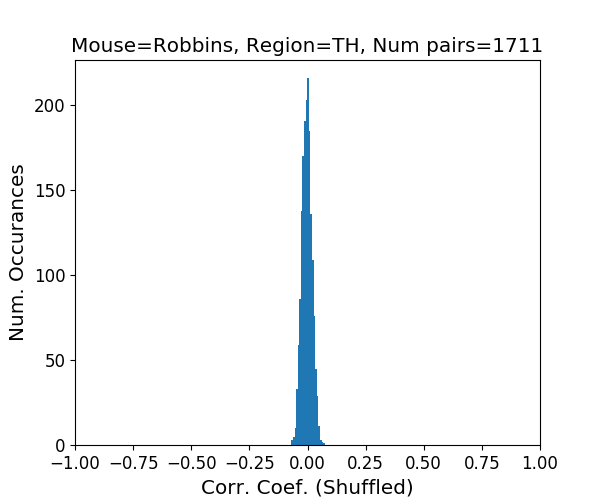 Mouse=Robbins, Region=TH, Num pairs=1711
Num. Occurances
200
150
100
50
0
−1.00 −0.75 −0.50 −0.25 0.00 0.25 0.50 0.75 1.00
Corr. Coef. (Shuffled)